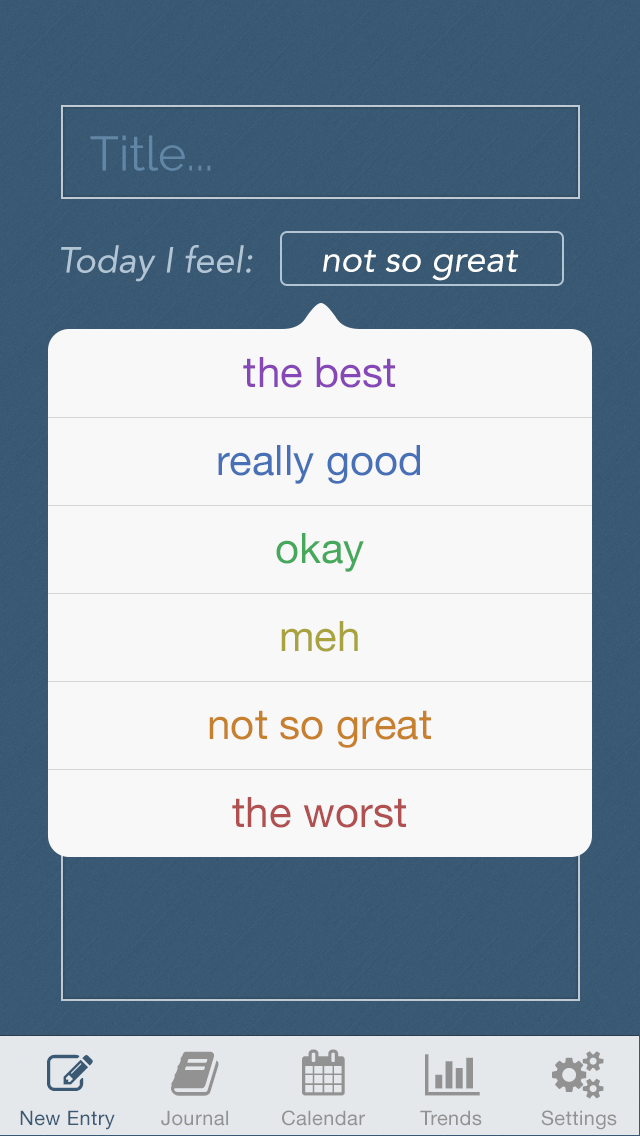 Title...
Today I feel: not so great
the best
really good
okay
meh
not so great
the worst
New Entry Journal Calendar Trends Settings